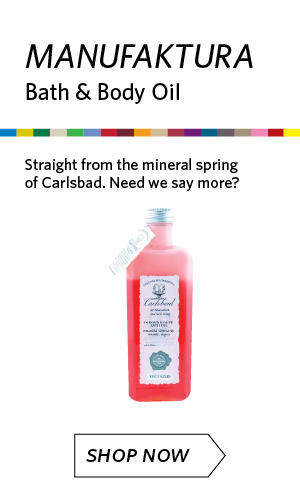 MANUFAKTURA
Bath & Body Oil
Straight from the mineral spring
of Carlsbad. Need we say more?
Carlsbad
SHOP NOW